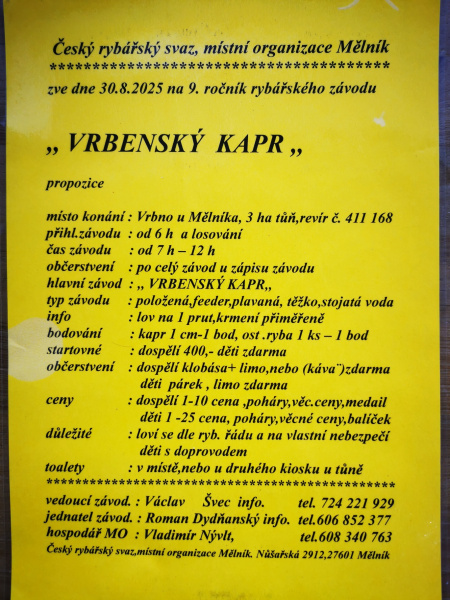 Český rybářský svaz, místní organizace Mělník
****************************************
zve dne 30.8.2025 na 9. ročník rybářského závodu
,, VRBENSKÝ KAPR ,,
propozice
místo konání : Vrbno u Mělníka, 3 ha tůň,revír č. 411 168
přihl.závodu : od 6 h a losování
čas závodu : od 7 h – 12 h
občerstvení : po celý závod u zápisu závodu
hlavní závod : ,, VRBENSKÝ KAPR,,
typ závodu : položená,feeder,plavaná, těžko,stojatá voda
info : lov na 1 prut,krmení přiměřeně
bodování : kapr 1 cm-1 bod, ost .ryba 1 ks – 1 bod
startovné : dospělí 400,- děti zdarma
občerstvení : dospělí klobása+ limo,nebo (káva¨)zdarma
děti párek , limo zdarma
ceny : dospělí 1-10 cena ,poháry,věc.ceny,medail
děti 1 -25 cena, poháry,věcné ceny,balíček
důležité : loví se dle ryb. řádu a na vlastní nebezpečí
děti s doprovodem
toalety : v místě,nebo u druhého kiosku u tůně
****************************************
vedoucí závod. : Václav Švec info. tel. 724 221 929
jednatel závod. : Roman Dydňanský info. tel.606 852 377
hospodář MO : Vladimír Nývlt, tel.608 340 763
Český rybářský svaz,místní organizace Mělník. Nůšařská 2912,27601 Mělník